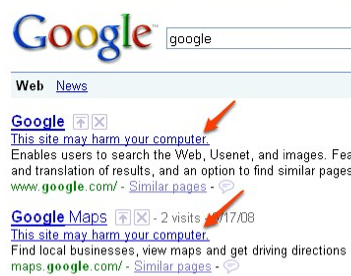 Google™
google
Web News
Google
This site may harm your computer.
Enables users to search the Web, Usenet, and images. Fea
and translation of results, and an option to find similar pages
www.google.com/ - Similar pages -
Google Maps - 2 visits - /17/08
This site may harm your computer.
Find local businesses, view maps and get driving directions
maps.google.com/ - Similar pages -